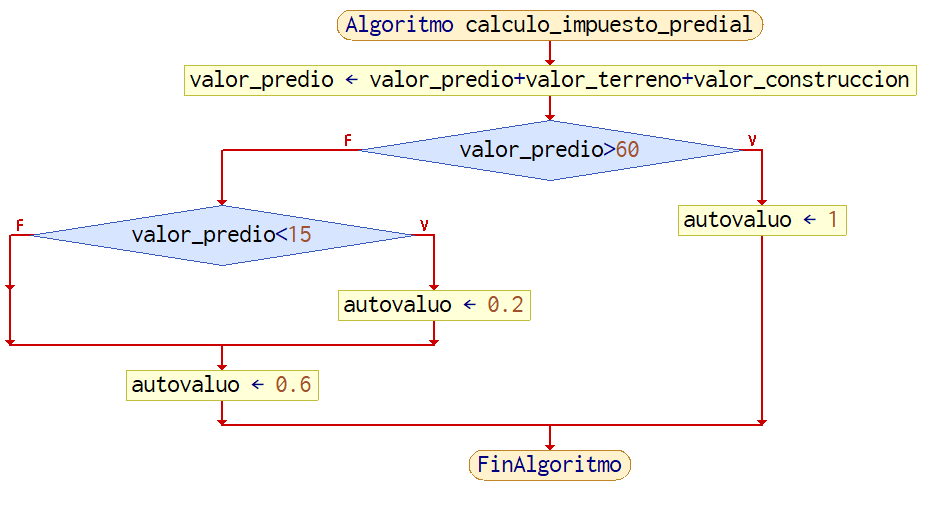 Algoritmo calculo_impuesto_predial
valor_predio ← valor_predio+valor_terreno+valor_construccion
F
valor_predio>60
V
autovaluo ← 1
F
valor_predio<15
V
autovaluo ← 0.2
autovaluo ← 0.6
FinAlgoritmo